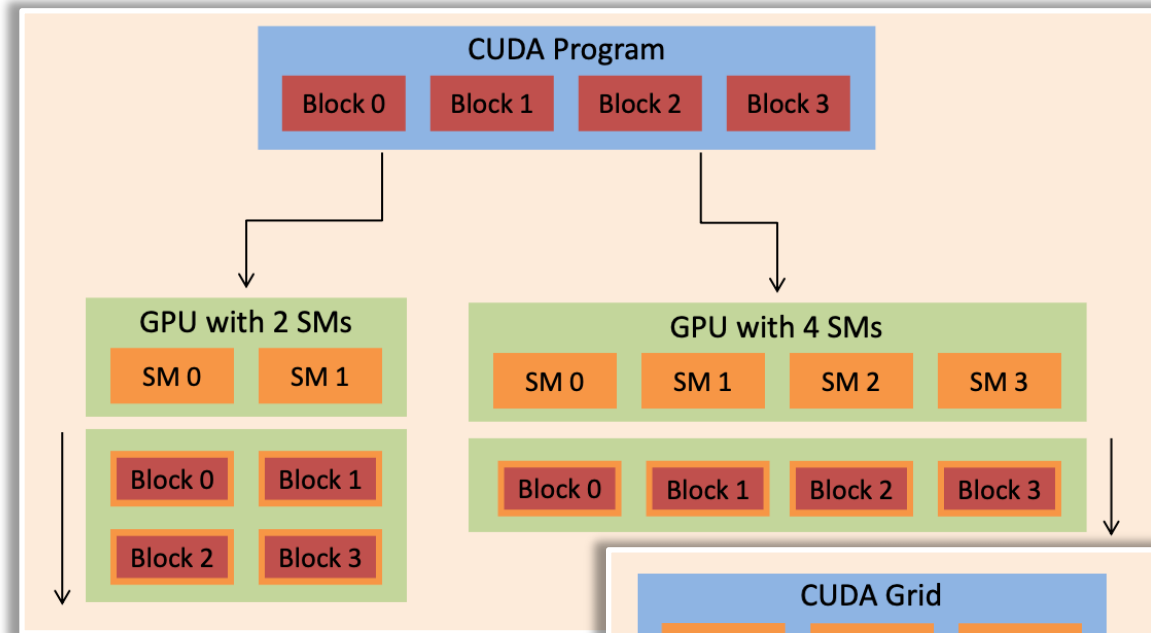 CUDA Program
Block 0 Block 1 Block 2 Block 3
GPU with 2 SMs
SM 0 SM 1
Block 0 Block 1
Block 2 Block 3
GPU with 4 SMs
SM 0 SM 1 SM 2 SM 3
Block 0 Block 1 Block 2 Block 3
CUDA Grid